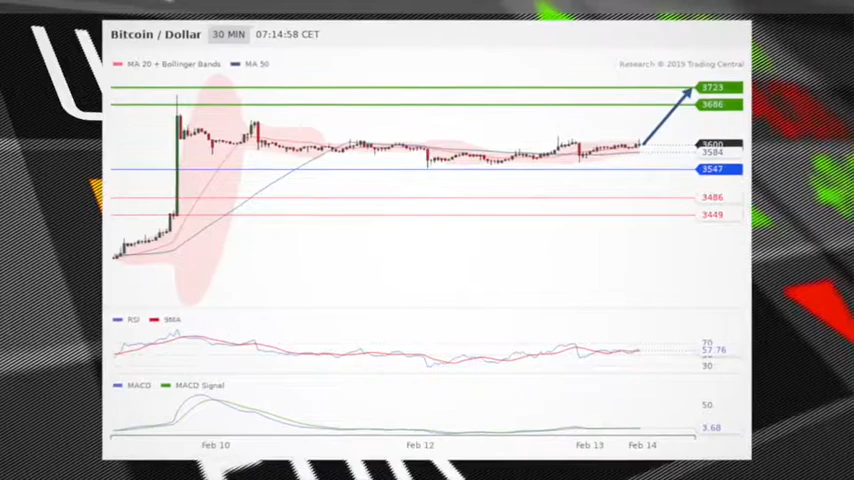 Bitcoin / Dollar 30 MIN 07:14:58 CET
MA 20 + Bollinger Bands MA 50 Research © 2019 Trading Central
3723
3686
3600
3584
3547
3486
3449
RSI 9MA
70
57.76
30
MACD MACD Signal
50.
3.68
Feb 10 Feb 12 Feb 13 Feb 14